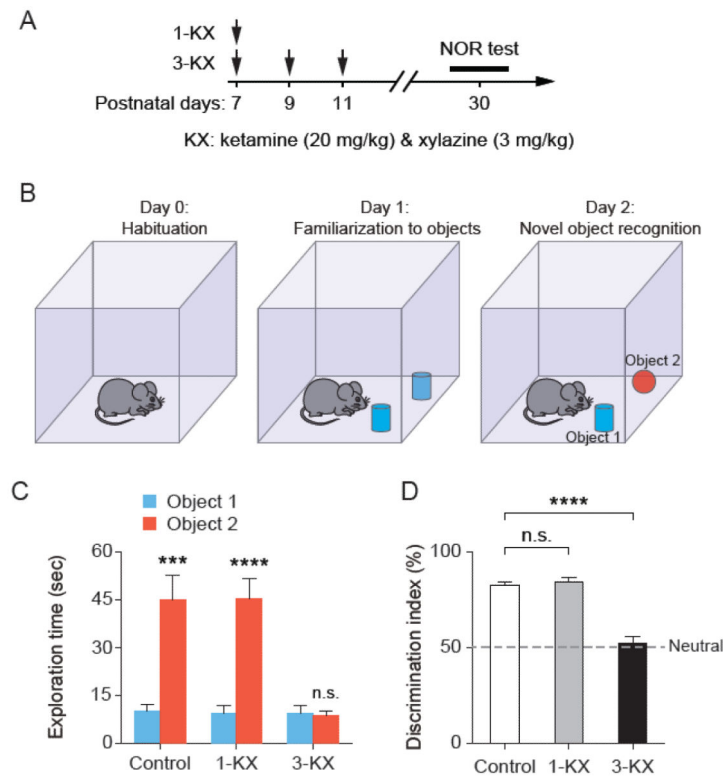 A
1-KX
3-KX
NOR test
Postnatal days: 7 9 11 30
KX: ketamine (20 mg/kg) & xylazine (3 mg/kg)
B
Day 0:
Habituation
Day 1:
Familiarization to objects
Day 2:
Novel object recognition
Object 2
Object 1
C
Object 1
Object 2
Exploration time (sec)
60
45
30
15
0
***
****
n.s.
Control 1-KX 3-KX
D
Discrimination index (%)
100
50
0
****
n.s.
Neutral
Control 1-KX 3-KX